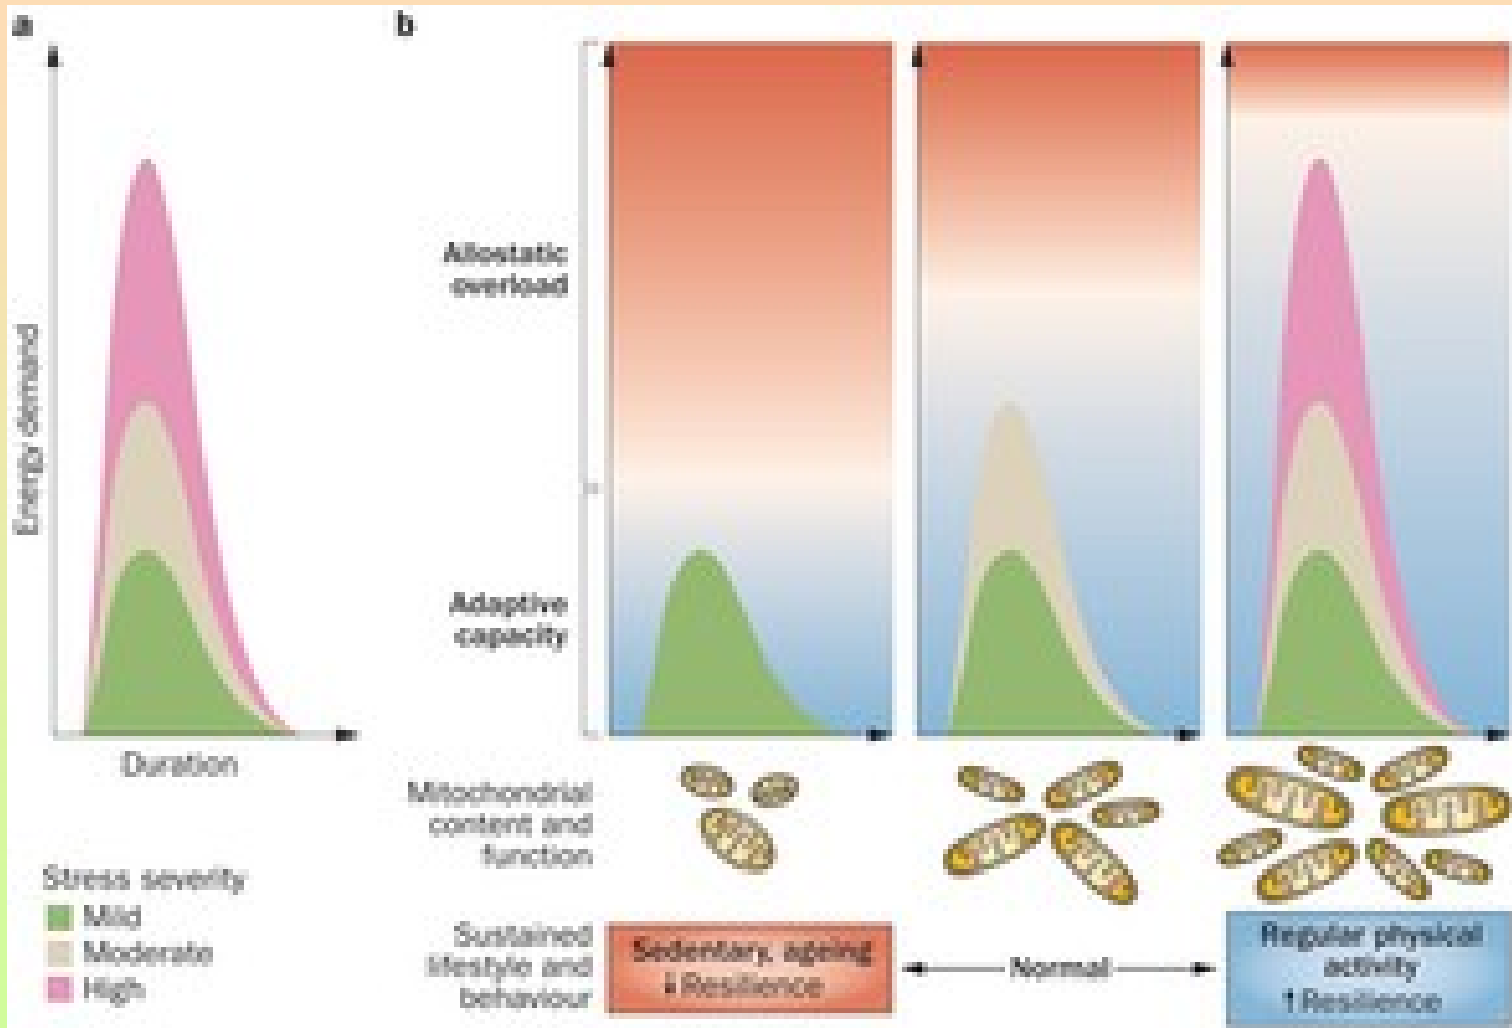 a
b
Energy demand
Duration
Stress severity
Mild
Moderate
High
Allostatic
overload
Adaptive
capacity
Mitochondrial
content and
function
Sustained
lifestyle and
behaviour
Sedentary, ageing
↓Resilience
Normal
Regular physical
activity
↑Resilience